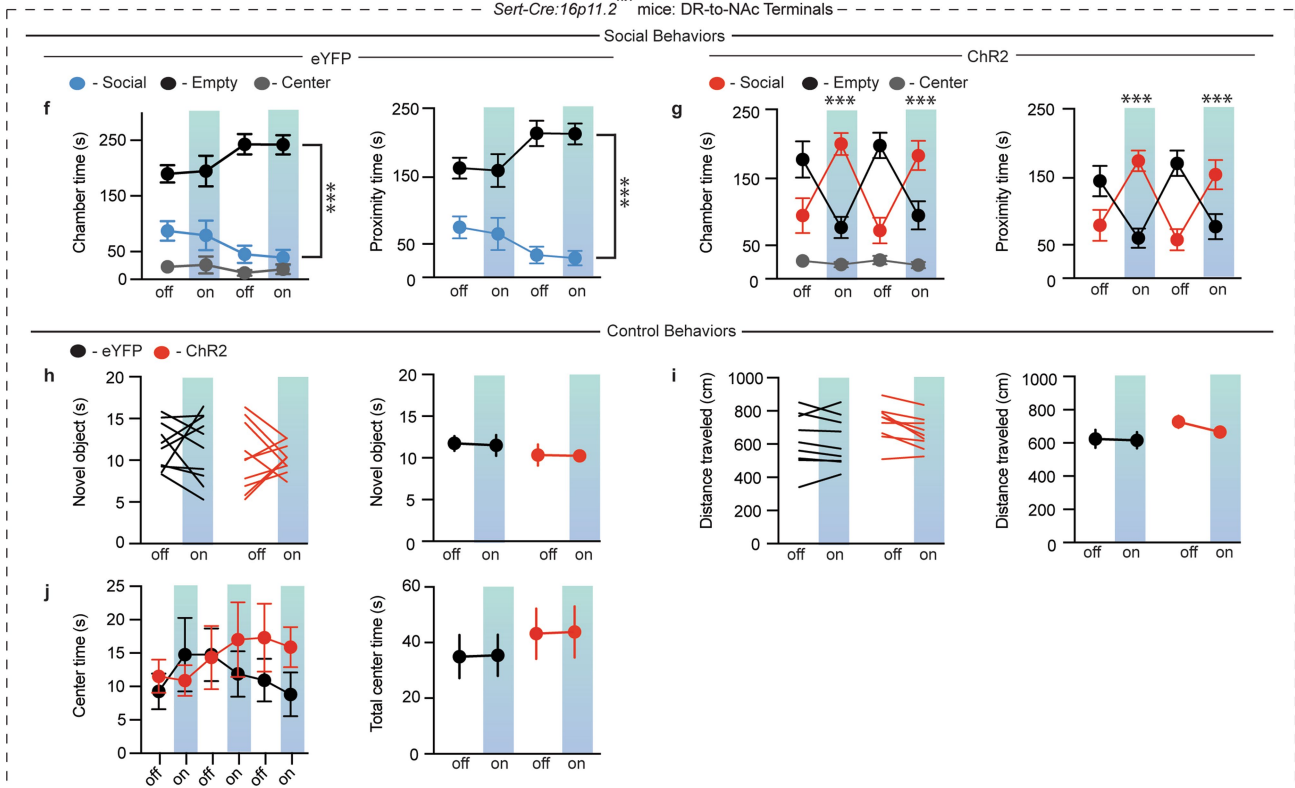 Sert-Cre:16p11.2 mice: DR-to-NAc Terminals
Social Behaviors
eYFP
ChR2
- Social - Empty - Center
- Social - Empty - Center
f
Chamber time (s)
250
150
50
0
off on off on
***
Proximity time (s)
250
150
50
0
off on off on
***
g
Chamber time (s)
250
150
50
0
*** ***
off on off on
Proximity time (s)
250
150
50
0
*** ***
off on off on
Control Behaviors
- eYFP - ChR2
h
Novel object (s)
20
15
10
5
0
off on off on
Novel object (s)
20
15
10
5
0
off on off on
i
Distance traveled (cm)
1000
800
600
400
200
0
off on off on
Distance traveled (cm)
1000
800
600
400
200
0
off on off on
j
Center time (s)
25
20
15
10
5
0
off on off on off on
Total center time (s)
60
40
20
0
off on off on